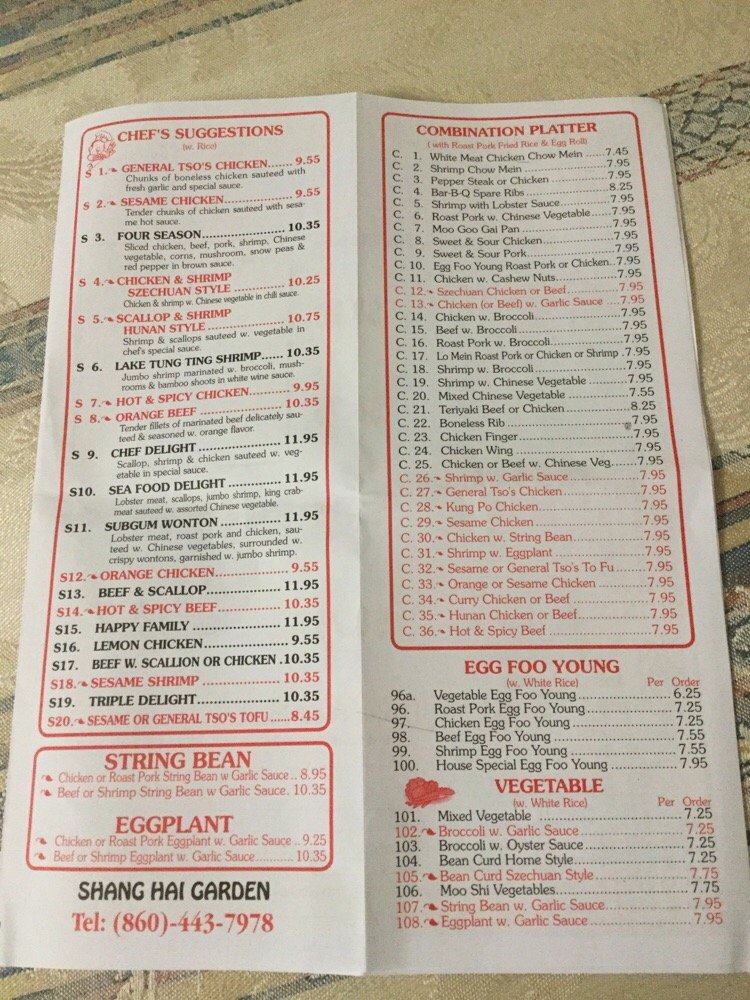 CHEF'S SUGGESTIONS
(w. Rice)
S 1. GENERAL TSO'S CHICKEN....... 9.55
Chunks of boneless chicken sauteed with
fresh garlic and special sauce.
S 2. SESAME CHICKEN............... 9.55
Tender chunks of chicken sauteed with sesa-
me hot sauce.
S 3. FOUR SEASON.................. 10.35
Sliced chicken, beef, pork, shrimp, Chinese
vegetable, corns, mushroom, snow peas &
red pepper in brown sauce.
S 4. CHICKEN & SHRIMP
SZECHUAN STYLE ............ 10.25
Chicken & shrimp w. Chinese vegetable in chili sauce.
S 5. SCALLOP & SHRIMP
HUNAN STYLE ................ 10.75
Shrimp & scallops sauteed w. vegetable in
chef's special sauce.
S 6. LAKE TUNG TING SHRIMP...... 10.35
Jumbo shrimp marinated w. broccoli, mush-
rooms & bamboo shoots in white wine sauce.
S 7. HOT & SPICY CHICKEN.......... 9.95
S 8. ORANGE BEEF .................. 10.35
Tender fillets of marinated beef delicately sau-
teed & seasoned w. orange flavor.
S 9. CHEF DELIGHT .................. 11.95
Scallop, shrimp & chicken sauteed w. veg-
etable in special sauce.
S10. SEA FOOD DELIGHT ........... 11.95
Lobster meat, scallops, jumbo shrimp, king crab-
meat sauteed w. assorted Chinese vegetable.
S11. SUBGUM WONTON ............. 11.95
Lobster meat, roast pork and chicken, sau-
teed w. Chinese vegetables, surrounded w.
crispy wontons, garnished w. jumbo shrimp.
S12. ORANGE CHICKEN............... 9.55
S13. BEEF & SCALLOP................ 11.95
S14. HOT & SPICY BEEF.............. 10.35
S15. HAPPY FAMILY .................. 11.95
S16. LEMON CHICKEN ................ 9.55
S17. BEEF W. SCALLION OR CHICKEN .10.35
S18. SESAME SHRIMP ............... 10.35
S19. TRIPLE DELIGHT................. 10.35
S20. SESAME OR GENERAL TSO'S TOFU ......8.45
STRING BEAN
Chicken or Roast Pork String Bean w Garlic Sauce .. 8.95
Beef or Shrimp String Bean w Garlic Sauce. 10.35
EGGPLANT
Chicken or Roast Pork Eggplant w. Garlic Sauce .. 9.25
Beef or Shrimp Eggplant w. Garlic Sauce........... 10.35
SHANG HAI GARDEN
Tel: (860)-443-7978
COMBINATION PLATTER
(with Roast Pork Fried Rice & Egg Roll)
C. 1. White Meat Chicken Chow Mein ......7.45
C. 2. Shrimp Chow Mein ....................7.95
C. 3. Pepper Steak or Chicken .............7.95
C. 4. Bar-B-Q Spare Ribs ...................8.25
C. 5. Shrimp with Lobster Sauce...........7.95
C. 6. Roast Pork w. Chinese Vegetable.....7.95
C. 7. Moo Goo Gai Pan .....................7.95
C. 8. Sweet & Sour Chicken................7.95
C. 9. Sweet & Sour Pork....................7.95
C. 10. Egg Foo Young Roast Pork or Chicken..7.95
C. 11. Chicken w. Cashew Nuts..............7.95
C. 12. Szechuan Chicken or Beef............7.95
C. 13. Chicken (or Beef) w. Garlic Sauce ....7.95
C. 14. Chicken w. Broccoli...................7.95
C. 15. Beef w. Broccoli.......................7.95
C. 16. Roast Pork w. Broccoli................7.95
C. 17. Lo Mein Roast Pork or Chicken or Shrimp .7.95
C. 18. Shrimp w. Broccoli....................7.95
C. 19. Shrimp w. Chinese Vegetable ..........7.95
C. 20. Mixed Chinese Vegetable ..............7.55
C. 21. Teriyaki Beef or Chicken...............8.25
C. 22. Boneless Rib ..........................7.95
C. 23. Chicken Finger........................7.95
C. 24. Chicken Wing .........................7.95
C. 25. Chicken or Beef w. Chinese Veg......7.95
C. 26. Shrimp w. Garlic Sauce...............7.95
C. 27. General Tso's Chicken.................7.95
C. 28. Kung Po Chicken......................7.95
C. 29. Sesame Chicken ......................7.95
C. 30. Chicken w. String Bean...............7.95
C. 31. Shrimp w. Eggplant ...................7.95
C. 32. Sesame or General Tso's To Fu .......7.95
C. 33. Orange or Sesame Chicken ..........7.95
C. 34. Curry Chicken or Beef ................7.95
C. 35. Hunan Chicken or Beef...............7.95
C. 36. Hot & Spicy Beef .....................7.95
EGG FOO YOUNG
(w. White Rice) Per Order
96a. Vegetable Egg Foo Young ................. 6.25
96. Roast Pork Egg Foo Young ................ 7.25
97. Chicken Egg Foo Young ................... 7.25
98. Beef Egg Foo Young ....................... 7.55
99. Shrimp Egg Foo Young .................... 7.55
100. House Special Egg Foo Young ............ 7.95
VEGETABLE
(w. White Rice) Per Order
101. Mixed Vegetable .......................... 7.25
102. Broccoli w. Garlic Sauce .................. 7.25
103. Broccoli w. Oyster Sauce ................. 7.25
104. Bean Curd Home Style.................... 7.25
105. Bean Curd Szechuan Style ................ 7.75
106. Moo Shi Vegetables....................... 7.75
107. String Bean w. Garlic Sauce.............. 7.95
108. Eggplant w. Garlic Sauce ................. 7.95